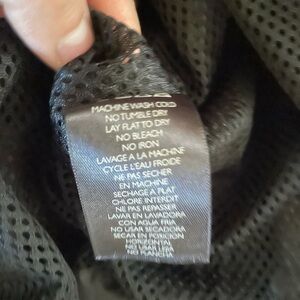 MACHINE WASH COLD
NO TUMBLE DRY
LAY FLAT TO DRY
NO BLEACH
NO IRON
LAVAGE A LA MACHINE
CYCLE L'EAU FROIDE
NE PAS SECHER
EN MACHINE
SECHAGE A PLAT
CHLORE INTERDIT
NE PAS REPASSER
LAVAR EN LAVADORA
CON AGUA FRIA
NO USAR SECADORA
SECAR EN POSICION
HORIZONTAL
NO USAR LEJIA
NO PLANCHA